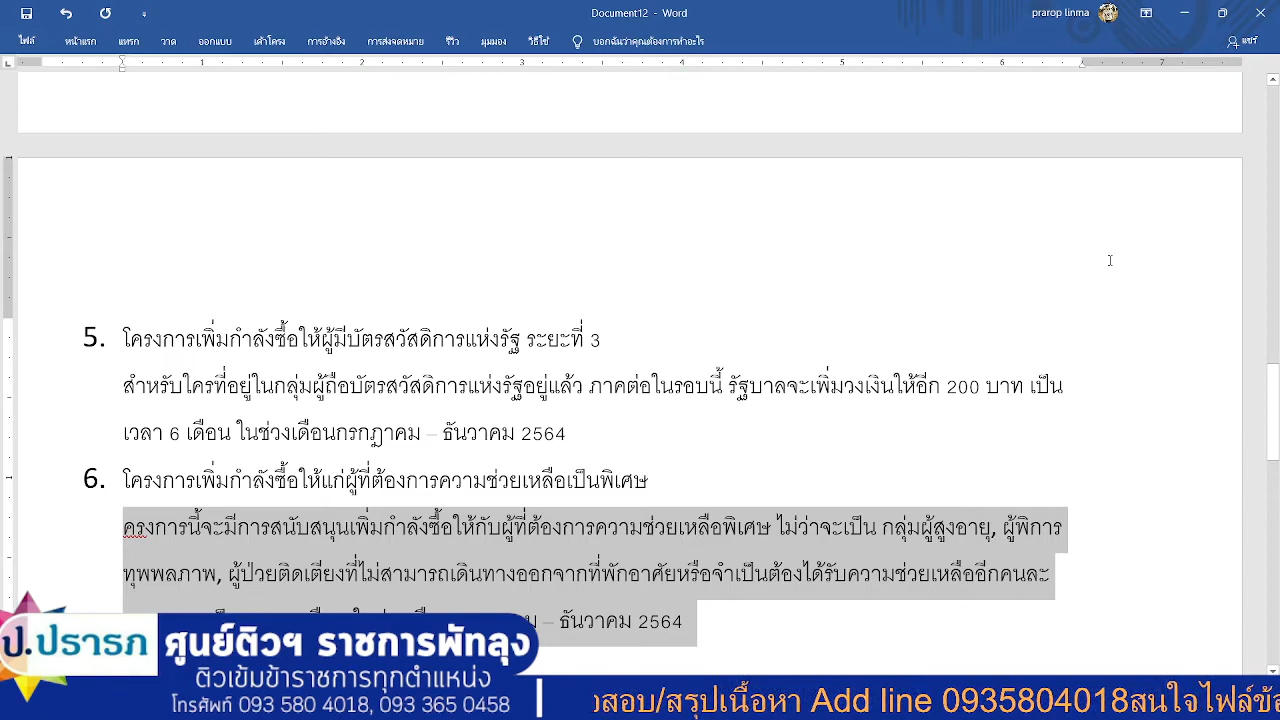 Document12 - Word
prarop linma
ไฟล์ หน้าแรก แทรก วาด ออกแบบ เค้าโครง การอ้างอิง การส่งจดหมาย รีวิว มุมมอง วิธีใช้ บอกฉันว่าคุณต้องการทำอะไร แชร์
1 2 3 4 5 6 7
5. โครงการเพิ่มกำลังซื้อให้ผู้มีบัตรสวัสดิการแห่งรัฐ ระยะที่ 3
สำหรับใครที่อยู่ในกลุ่มผู้ถือบัตรสวัสดิการแห่งรัฐอยู่แล้ว ภาคต่อในรอบนี้ รัฐบาลจะเพิ่มวงเงินให้อีก 200 บาท เป็น
เวลา 6 เดือน ในช่วงเดือนกรกฎาคม – ธันวาคม 2564
6. โครงการเพิ่มกำลังซื้อให้แก่ผู้ที่ต้องการความช่วยเหลือเป็นพิเศษ
ครงการนี้จะมีการสนับสนุนเพิ่มกำลังซื้อให้กับผู้ที่ต้องการความช่วยเหลือพิเศษ ไม่ว่าจะเป็น กลุ่มผู้สูงอายุ, ผู้พิการ
ทุพพลภาพ, ผู้ป่วยติดเตียงที่ไม่สามารถเดินทางออกจากที่พักอาศัยหรือจำเป็นต้องได้รับความช่วยเหลืออีกคนละ
– ธันวาคม 2564
ป.ปรารภ
ศูนย์ติวฯ ราชการพัทลุง
ติวเข้มข้าราชการทุกตำแหน่ง
โทรศัพท์ 093 580 4018, 093 365 0458
วสอบ/สรุปเนื้อหา Add line 0935804018สนใจไฟล์ข้อ